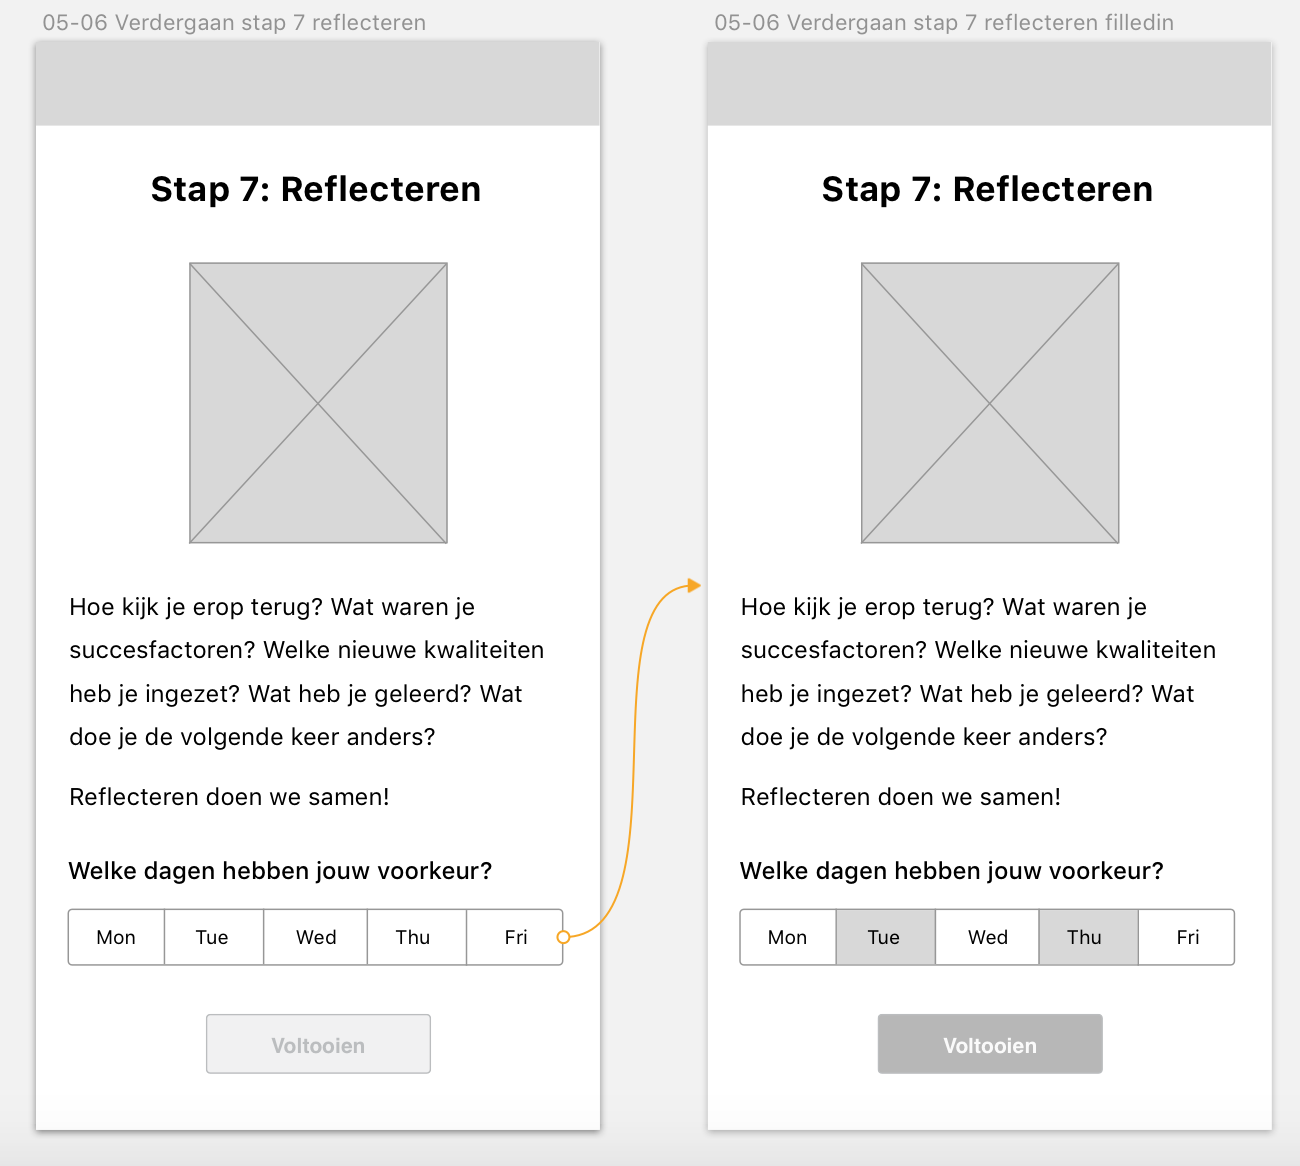 05-06 Verdergaan stap 7 reflecteren
Stap 7: Reflecteren
Hoe kijk je erop terug? Wat waren je
succesfactoren? Welke nieuwe kwaliteiten
heb je ingezet? Wat heb je geleerd? Wat
doe je de volgende keer anders?
Reflecteren doen we samen!
Welke dagen hebben jouw voorkeur?
Mon Tue Wed Thu Fri
Voltooien
05-06 Verdergaan stap 7 reflecteren filledin
Stap 7: Reflecteren
Hoe kijk je erop terug? Wat waren je
succesfactoren? Welke nieuwe kwaliteiten
heb je ingezet? Wat heb je geleerd? Wat
doe je de volgende keer anders?
Reflecteren doen we samen!
Welke dagen hebben jouw voorkeur?
Mon Tue Wed Thu Fri
Voltooien